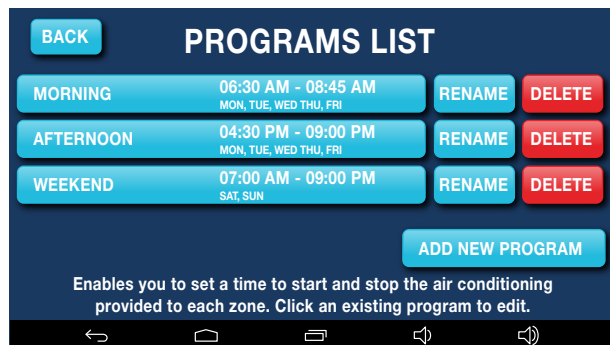 BACK
PROGRAMS LIST
MORNING 06:30 AM - 08:45 AM RENAME DELETE
MON, TUE, WED THU, FRI
AFTERNOON 04:30 PM - 09:00 PM RENAME DELETE
MON, TUE, WED THU, FRI
WEEKEND 07:00 AM - 09:00 PM RENAME DELETE
SAT, SUN
ADD NEW PROGRAM
Enables you to set a time to start and stop the air conditioning
provided to each zone. Click an existing program to edit.